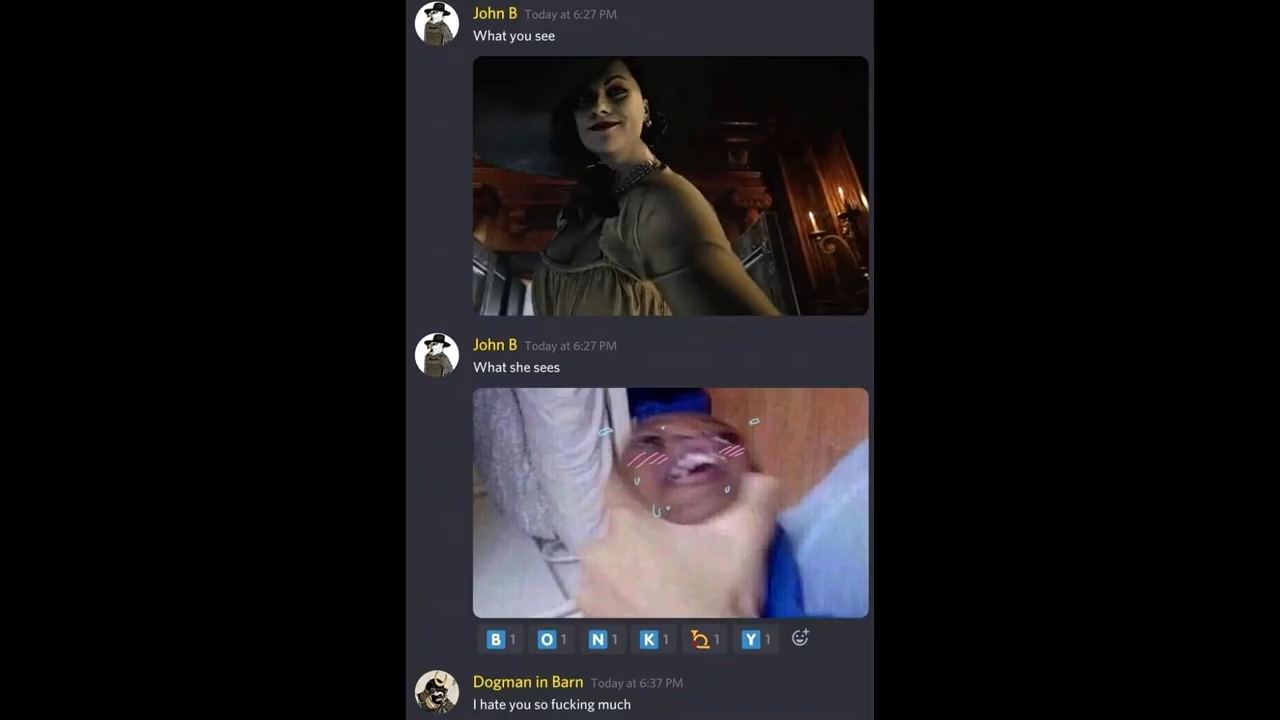 John B Today at 6:27 PM
What you see
John B Today at 6:27 PM
What she sees
B 1 O 1 N 1 K 1 1 Y 1
Dogman in Barn Today at 6:37 PM
I hate you so fucking much